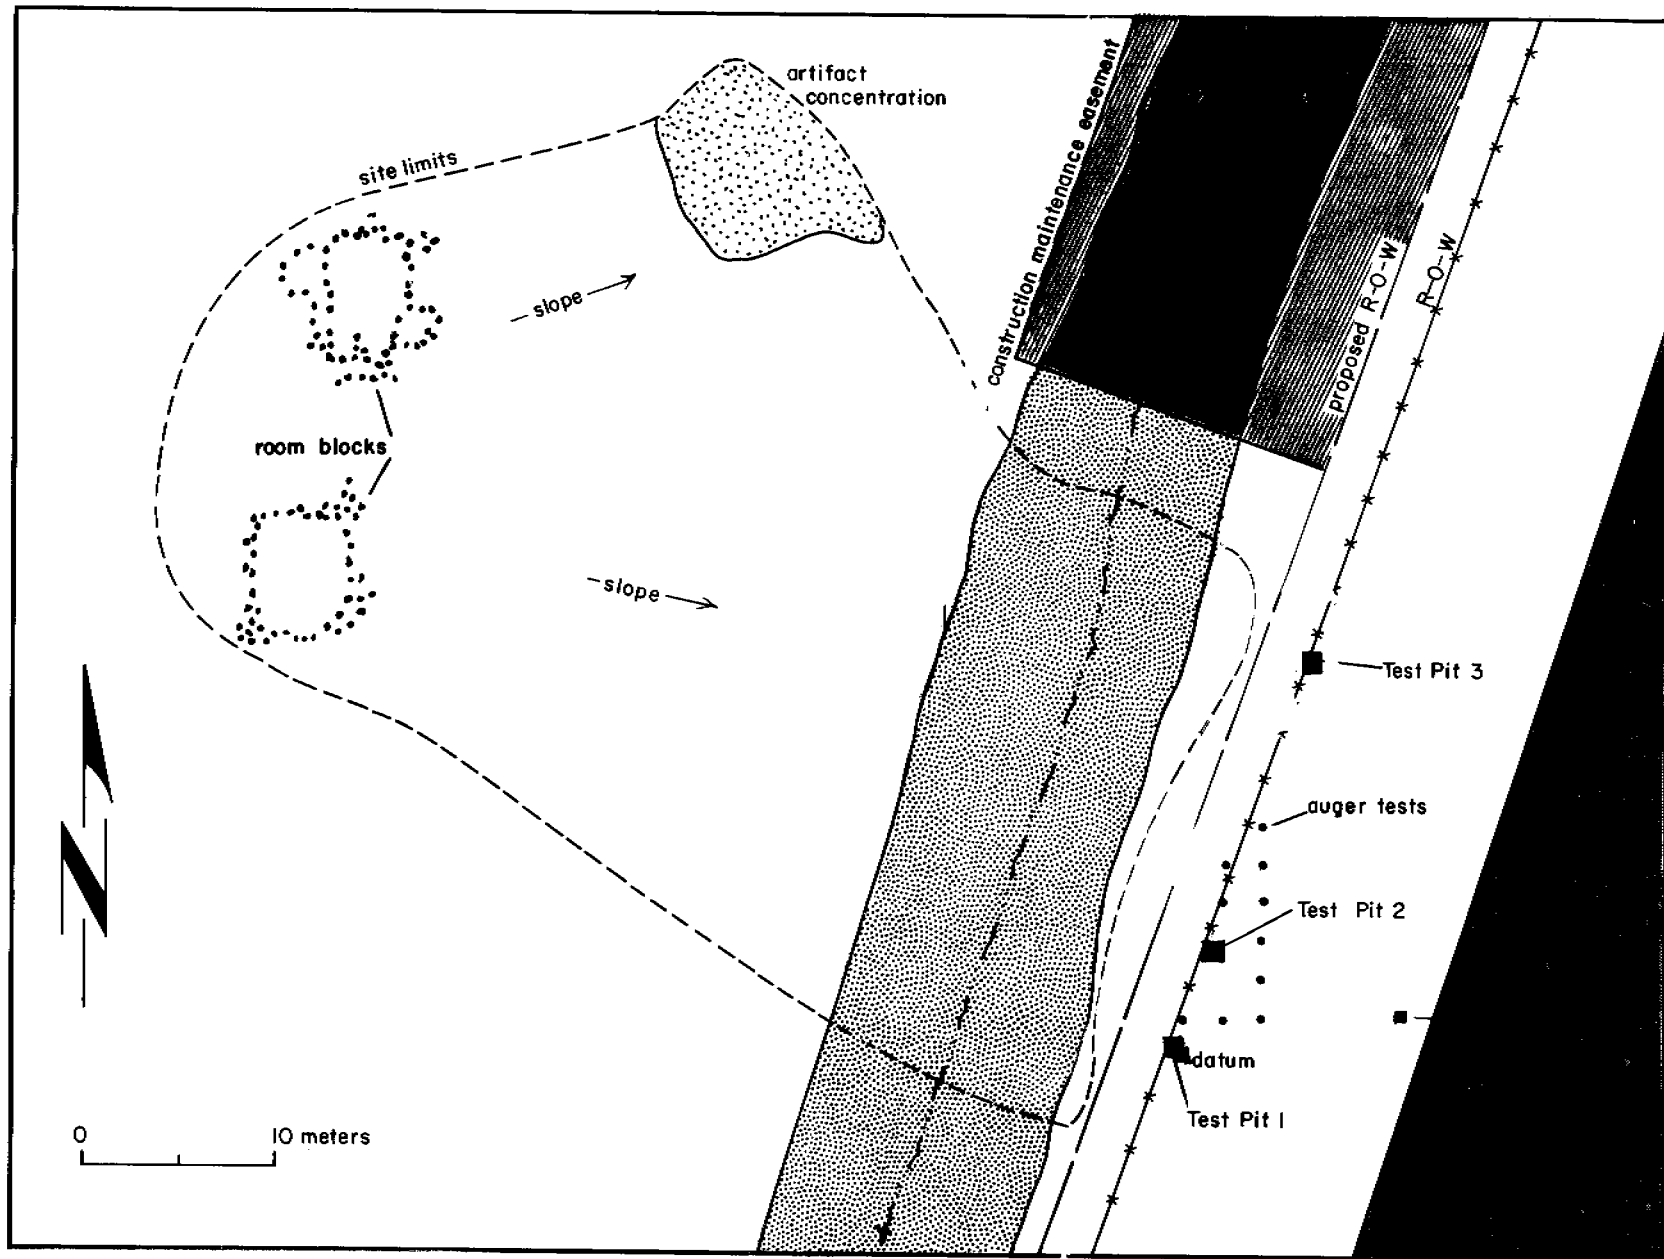 artifact
concentration
site limits
construction maintenance easement
slope
proposed R-O-W
R-O-W
room blocks
slope
Test Pit 3
auger tests
Test Pit 2
datum
Test Pit 1
0 10 meters
N